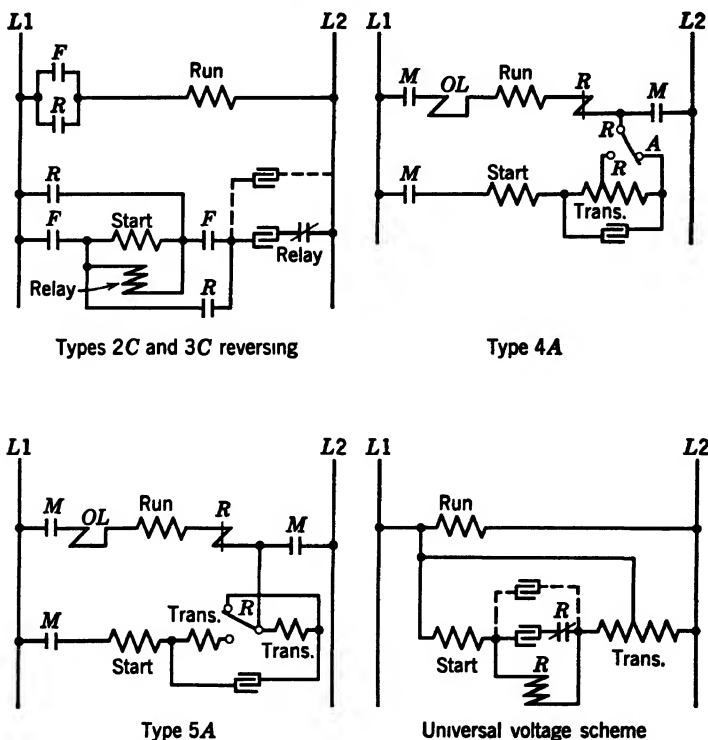 L1
L2
F
R
Run
R
F
Start
F
Relay
Relay
R
Types 2C and 3C reversing
L1
L2
M
OL
Run
R
M
R
A
R
M
Start
Trans.
Type 4A
L1
L2
M
OL
Run
R
M
M
Start
Trans.
R
Trans.
Type 5A
L1
L2
Run
R
Start
R
Trans.
Universal voltage scheme